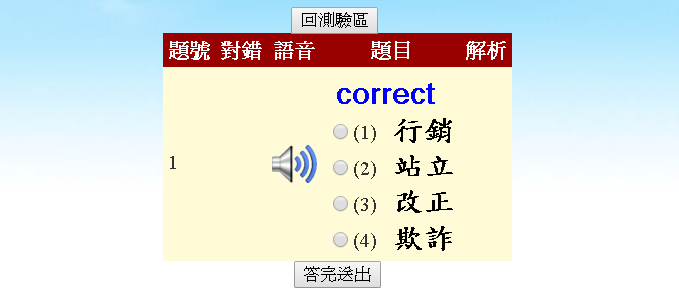 回測驗區
題號 對錯 語音 題目 解析
correct
(1) 行銷
1
(2) 站立
(3) 改正
(4) 欺詐
答完送出